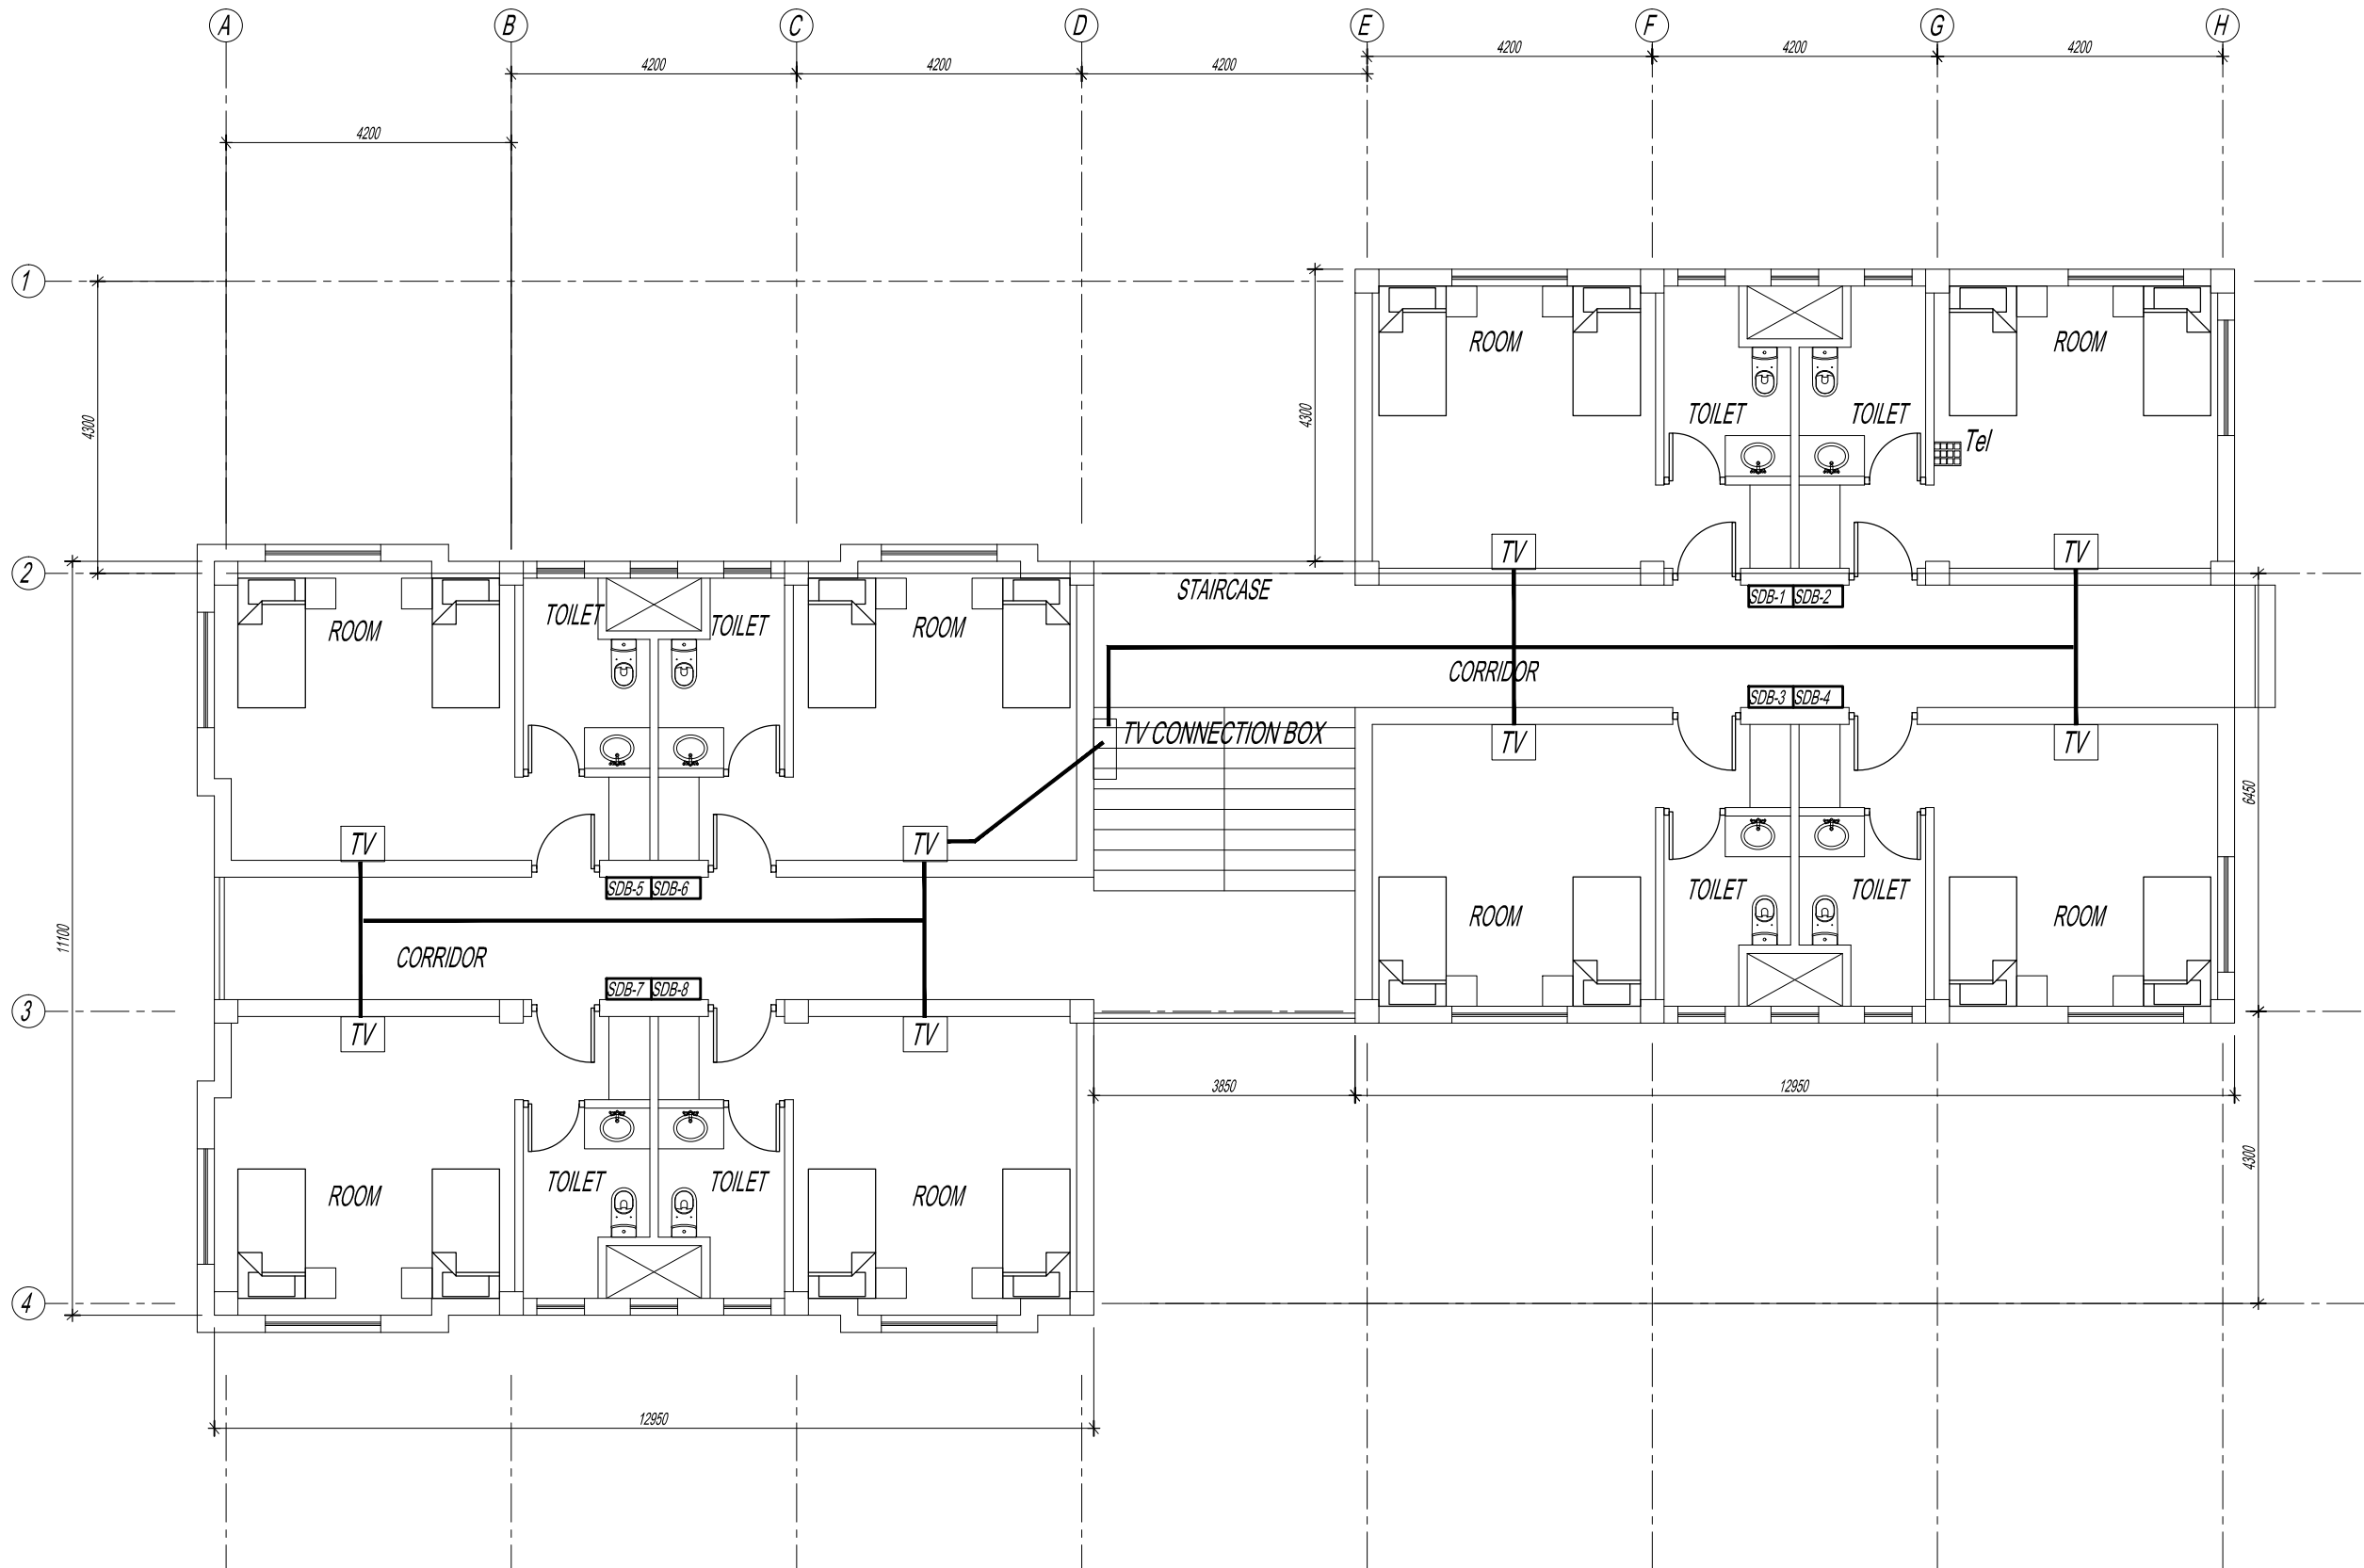 A
B
C
D
E
F
G
H
4200
4200
4200
4200
4200
4200
4200
1
4300
4300
ROOM
ROOM
TOILET
TOILET
Tel
TV
TV
2
STAIRCASE
SDB-1
SDB-2
TOILET
TOILET
ROOM
ROOM
CORRIDOR
SDB-3
SDB-4
TV CONNECTION BOX
TV
TV
6450
TV
TV
SDB-5
SDB-6
TOILET
TOILET
ROOM
ROOM
11100
CORRIDOR
SDB-7
SDB-8
3
TV
TV
3850
12950
4300
TOILET
TOILET
ROOM
ROOM
4
12950